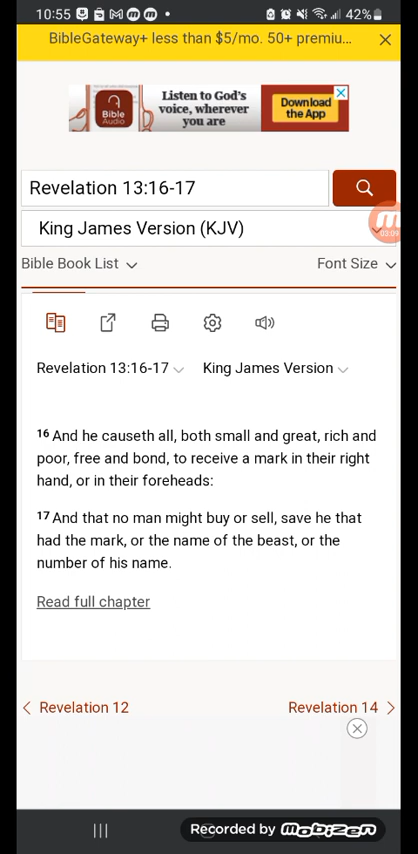 10:55 42%
BibleGateway+ less than $5/mo. 50+ premiu...
Listen to God's
voice, wherever
you are
Bible
Audio
Download
the App
Revelation 13:16-17
King James Version (KJV)
03:09
Bible Book List Font Size
Revelation 13:16-17 King James Version
16 And he causeth all, both small and great, rich and
poor, free and bond, to receive a mark in their right
hand, or in their foreheads:
17 And that no man might buy or sell, save he that
had the mark, or the name of the beast, or the
number of his name.
Read full chapter
Revelation 12 Revelation 14
Recorded by mobizen